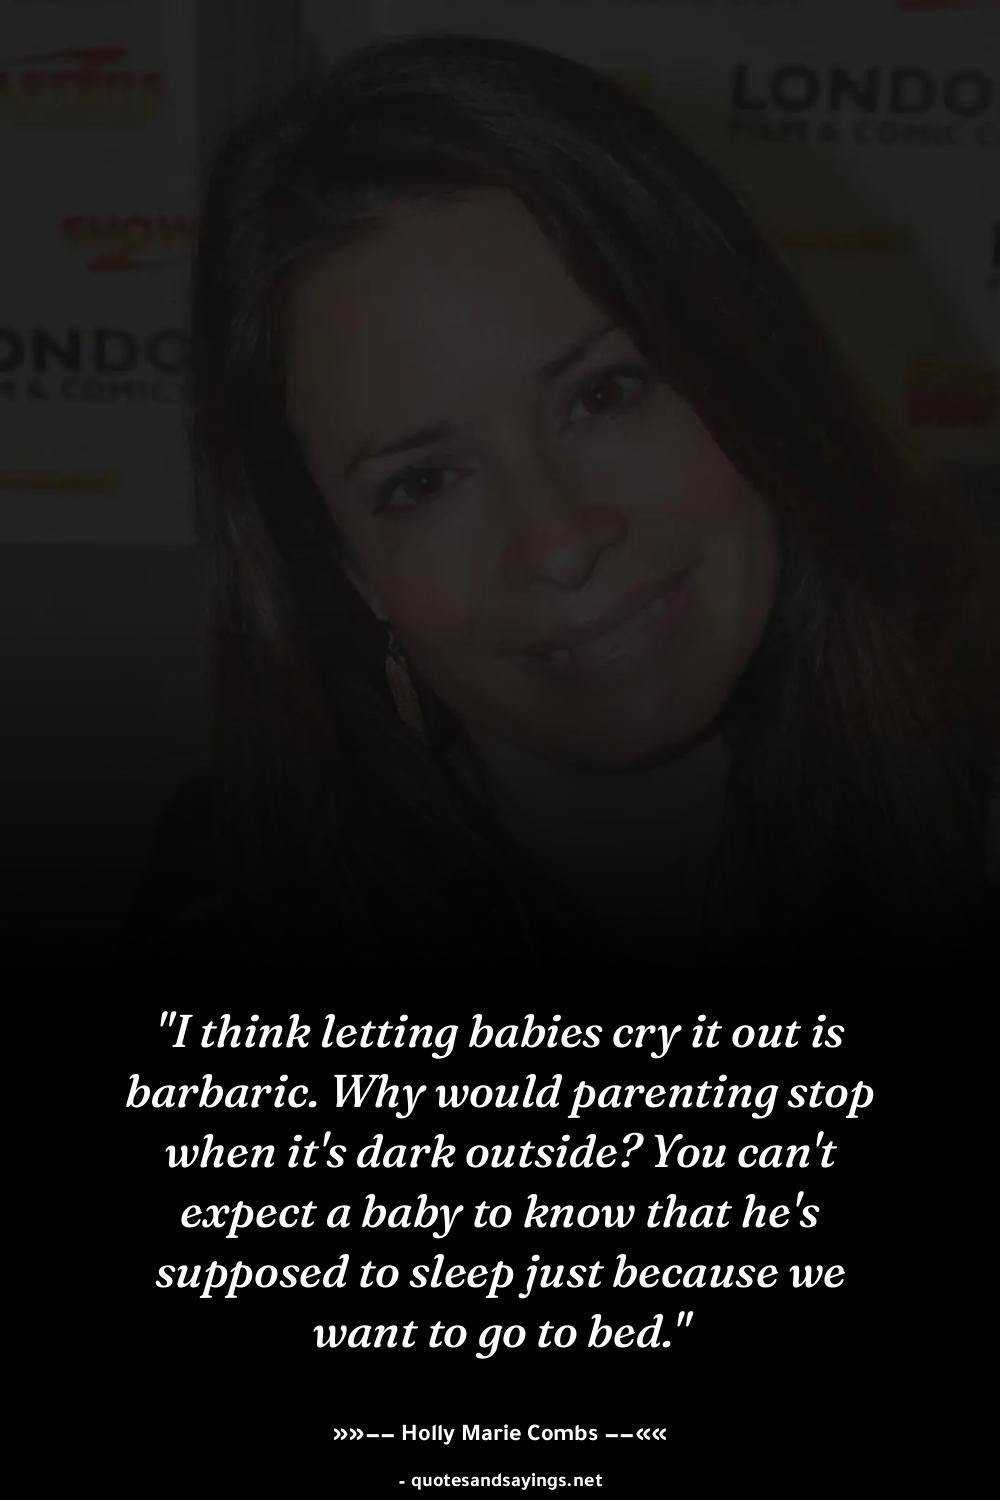 LONDO
FILM & COMIC C
SHOW
ONDO
M & COMIC
"I think letting babies cry it out is
barbaric. Why would parenting stop
when it's dark outside? You can't
expect a baby to know that he's
supposed to sleep just because we
want to go to bed."
»»−− Holly Marie Combs −−««
- quotesandsayings.net